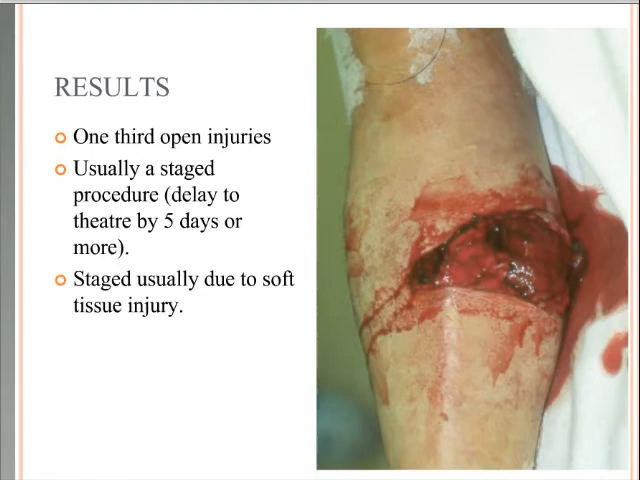 RESULTS
One third open injuries
Usually a staged
procedure (delay to
theatre by 5 days or
more).
Staged usually due to soft
tissue injury.